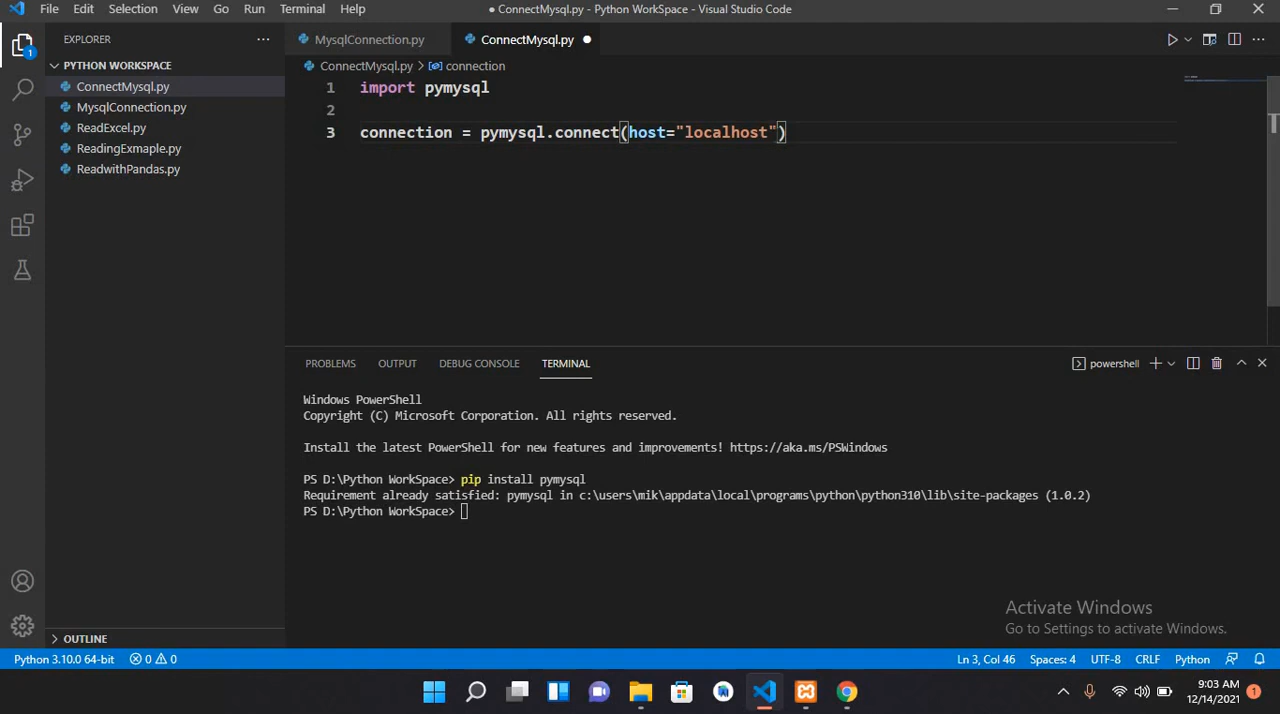 File Edit Selection View Go Run Terminal Help ● ConnectMysql.py - Python WorkSpace - Visual Studio Code
EXPLORER ··· MysqlConnection.py ConnectMysql.py ●
PYTHON WORKSPACE
ConnectMysql.py
MysqlConnection.py
ReadExcel.py
ReadingExmaple.py
ReadwithPandas.py
OUTLINE
ConnectMysql.py > connection
1 import pymysql
2
3 connection = pymysql.connect(host="localhost")
PROBLEMS OUTPUT DEBUG CONSOLE TERMINAL powershell
Windows PowerShell
Copyright (C) Microsoft Corporation. All rights reserved.
Install the latest PowerShell for new features and improvements! https://aka.ms/PSWindows
PS D:\Python WorkSpace> pip install pymysql
Requirement already satisfied: pymysql in c:\users\mik\appdata\local\programs\python\python310\lib\site-packages (1.0.2)
PS D:\Python WorkSpace>
Activate Windows
Go to Settings to activate Windows.
Python 3.10.0 64-bit 0 0 Ln 3, Col 46 Spaces: 4 UTF-8 CRLF Python
9:03 AM
12/14/2021
1
1